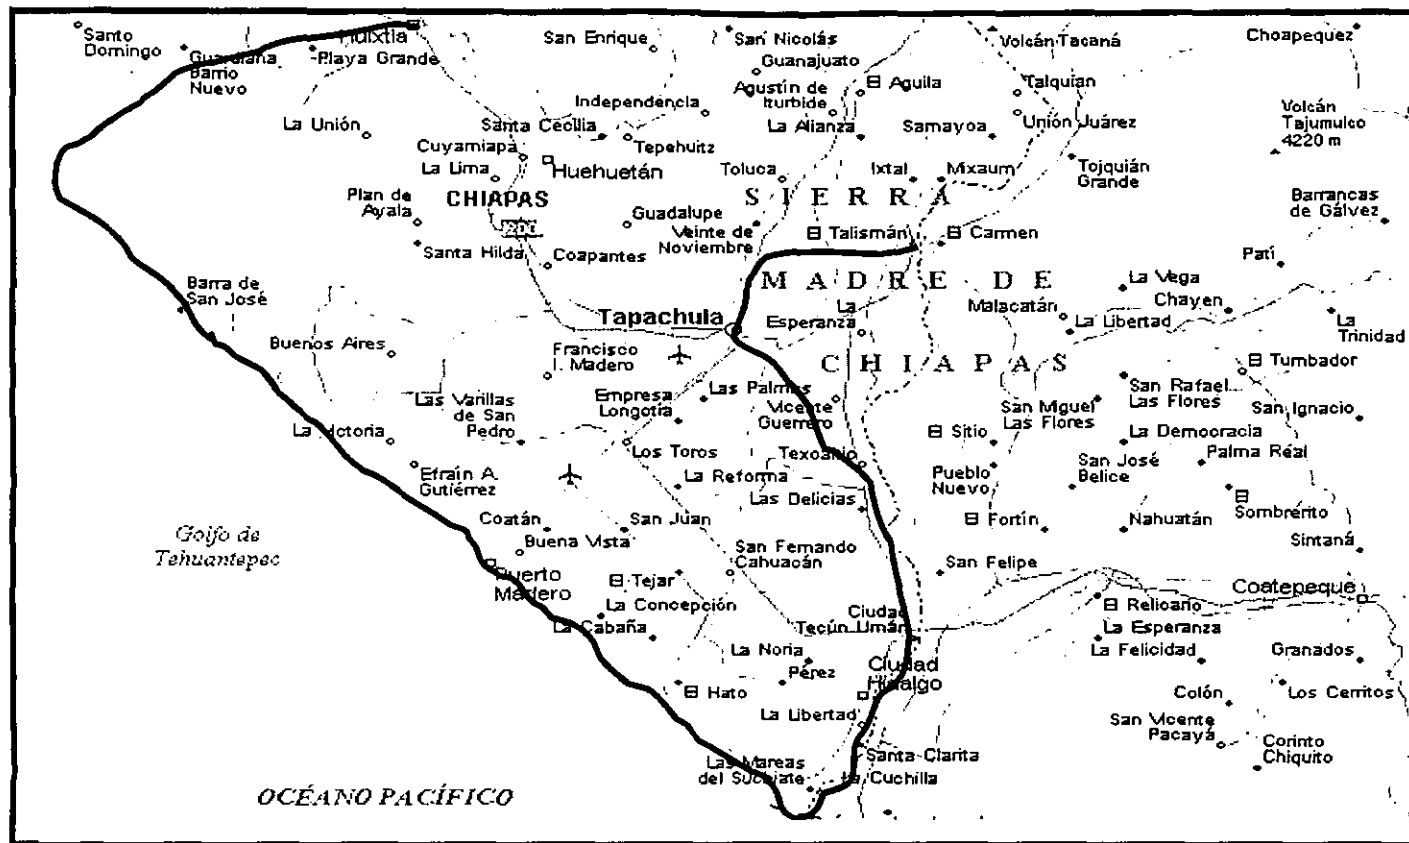 Santo
Domingo
Guardiana
Barrio
Nuevo
Huixtla
Playa Grande
San Enrique
San Nicolás
Guanajuato
Volcán Tacaná
Choapequez
Agustín de
Iturbide
Aguila
Talquian
Independencia
La Unión
Santa Cecilia
Tepehuitz
La Alianza
Samayoa
Unión Juárez
Volcán
Tajumulco
4220 m
Cuyamiapa
La Lima
Huehuetán
Toluca
Ixtal
Mixaum
Tojquián
Grande
CHIAPAS
200
SIERRA
Plan de
Ayala
Guadalupe
Veinte de
Noviembre
Talismán
Carmen
Barrancas
de Gálvez
Santa Hilda
Coapantes
Patí
Barra de
San José
MADRE DE
La Vega
Chayen
Tapachula
La
Esperanza
Malacatán
La Libertad
La
Trinidad
Buenos Aires
Francisco
I. Madero
CHIAPAS
Tumbador
Las Varillas
de San
Pedro
Empresa
Longotia
Las Palmas
Vicente
Guerrero
San Miguel
Las Flores
San Rafael
Las Flores
San Ignacio
La Victoria
Los Toros
Sitio
La Democracia
Efraín A.
Gutiérrez
La Reforma
Pueblo
Nuevo
San José
Belice
Palma Real
Las Delicias
Golfo de
Tehuantepec
Coatán
San Juan
Fortín
Nahuatán
Sombrerito
Sintaná
Buena Vista
San Fernando
Cahuacán
Puerto
Madero
Tejar
San Felipe
Coatepeque
La Concepción
La Cabaña
Ciudad
Tecún Umán
Relicario
La Esperanza
La Felicidad
La Noria
Pérez
Ciudad
Hidalgo
Granados
Hato
Colón
Los Cerritos
La Libertad
San Vicente
Pacayá
Santa Clarita
Corinto
Chiquito
Las Mareas
del Suchiate
La Cuchilla
OCÉANO PACÍFICO